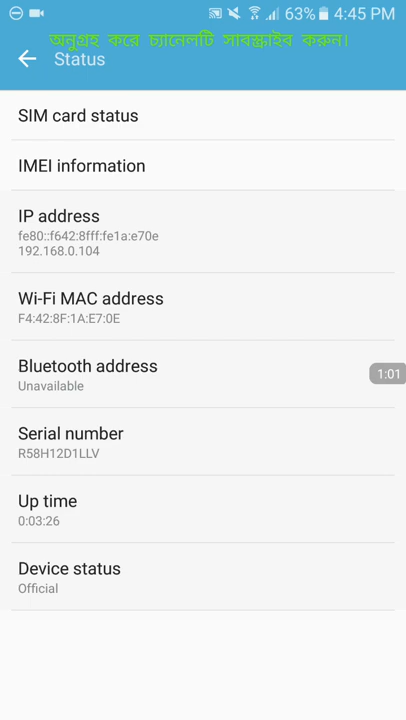 63% 4:45 PM
অনুগ্রহ করে চ্যানেলটি সাবস্ক্রাইব করুন।
Status
SIM card status
IMEI information
IP address
fe80::f642:8fff:fe1a:e70e
192.168.0.104
Wi-Fi MAC address
F4:42:8F:1A:E7:0E
Bluetooth address
Unavailable
1:01
Serial number
R58H12D1LLV
Up time
0:03:26
Device status
Official